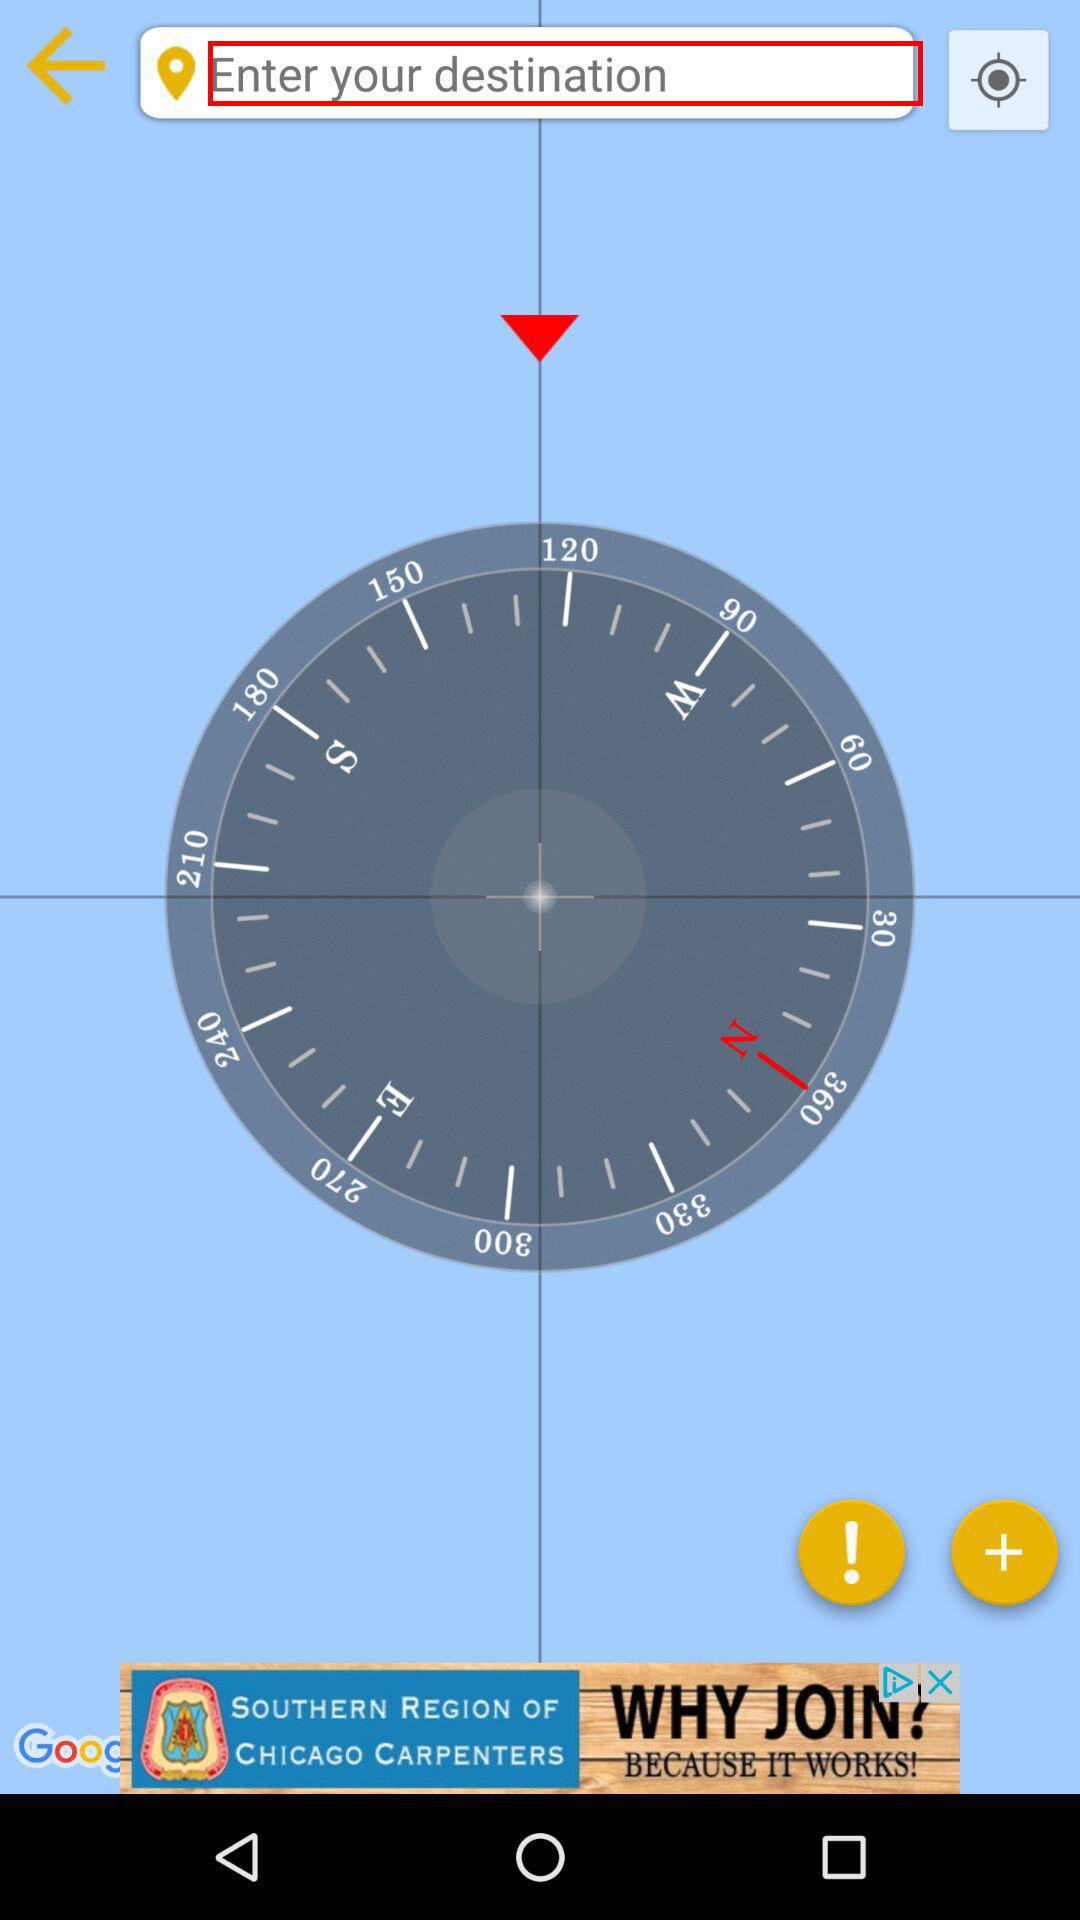 Enter your destination
120
150
90
180
W
60
S
210
30
N
240
360
E
270
330
300
SOUTHERN REGION OF
CHICAGO CARPENTERS
WHY JOIN?
BECAUSE IT WORKS!
Goog